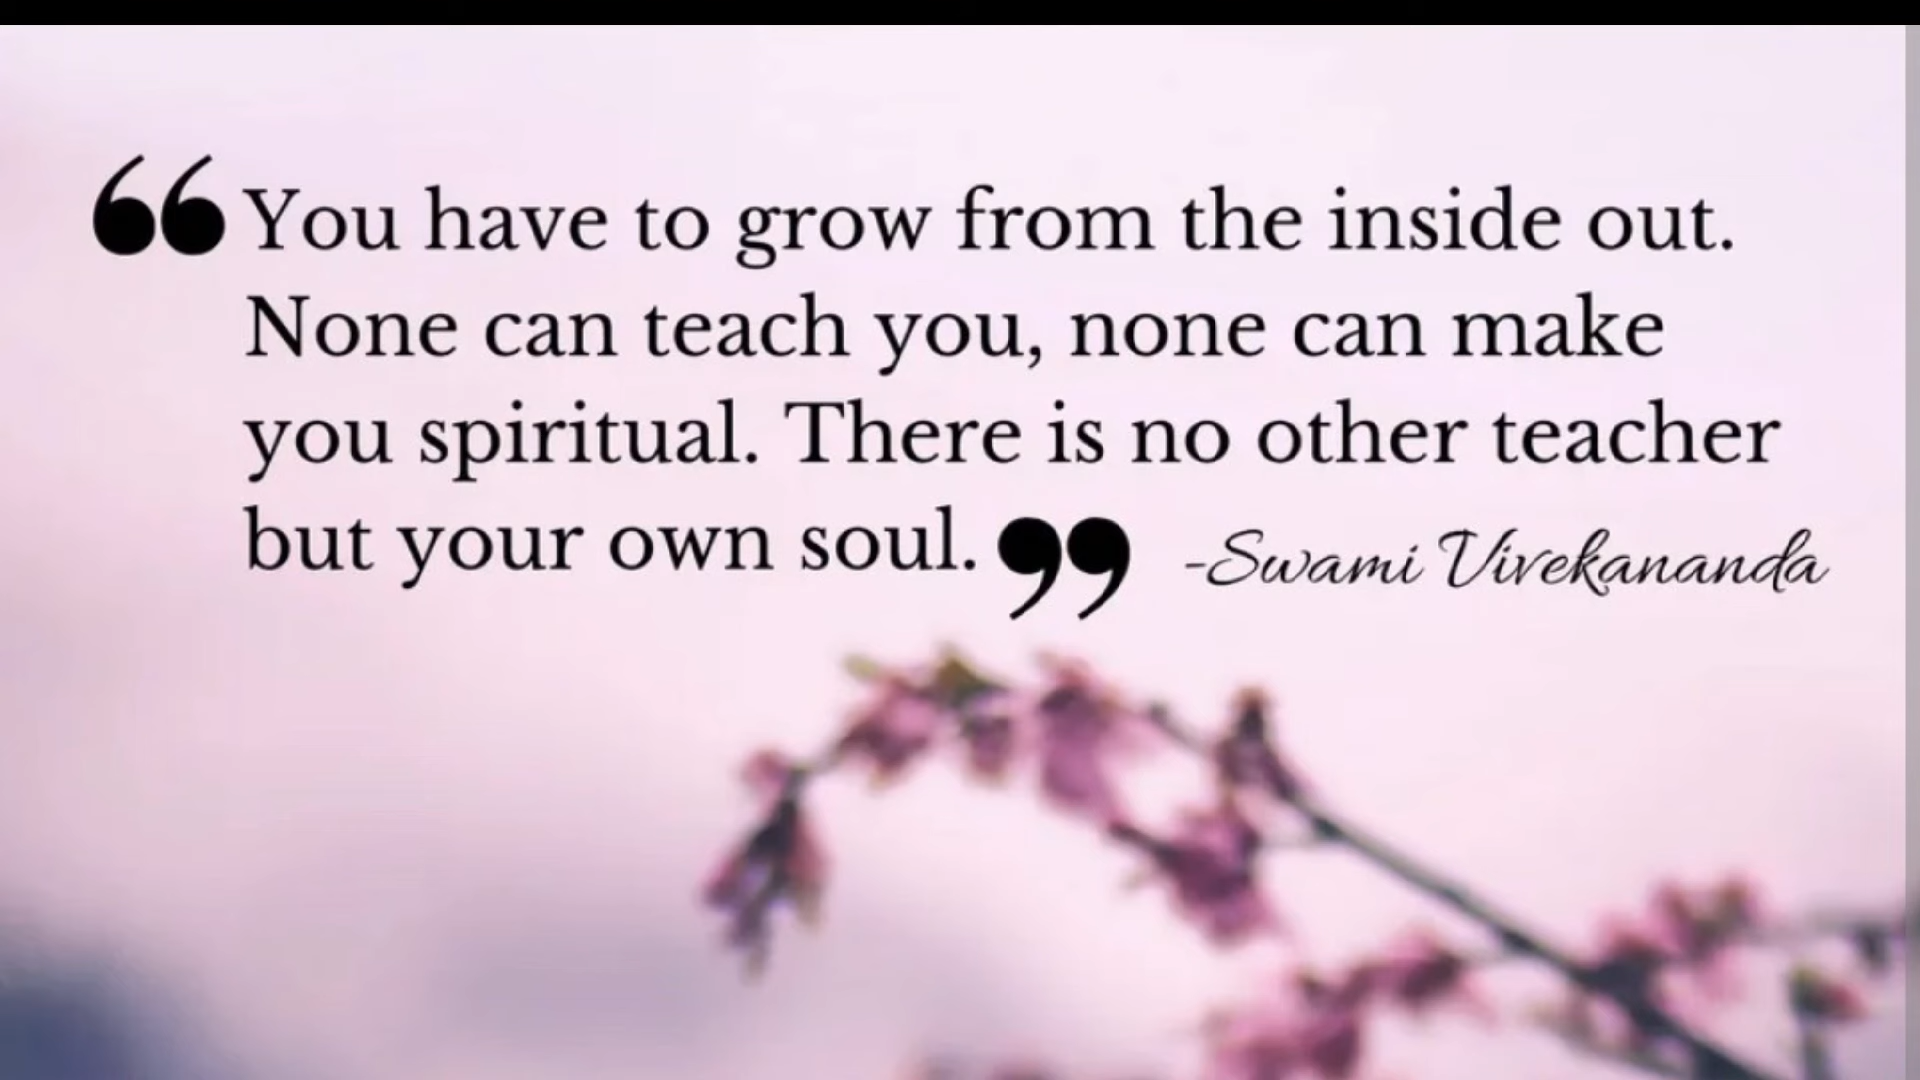 “You have to grow from the inside out.
None can teach you, none can make
you spiritual. There is no other teacher
but your own soul.” -Swami Vivekananda